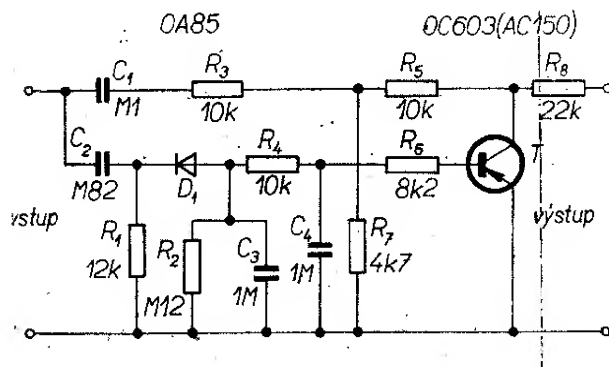 OA85 OC603(AC150)
C1 R3 R5 R8
M1 10k 10k 22k
C2 R4 R6 T
M82 D1 10k 8k2
vstup výstup
R1 R2 C3 C4 R7
12k M12 1M 1M 4k7